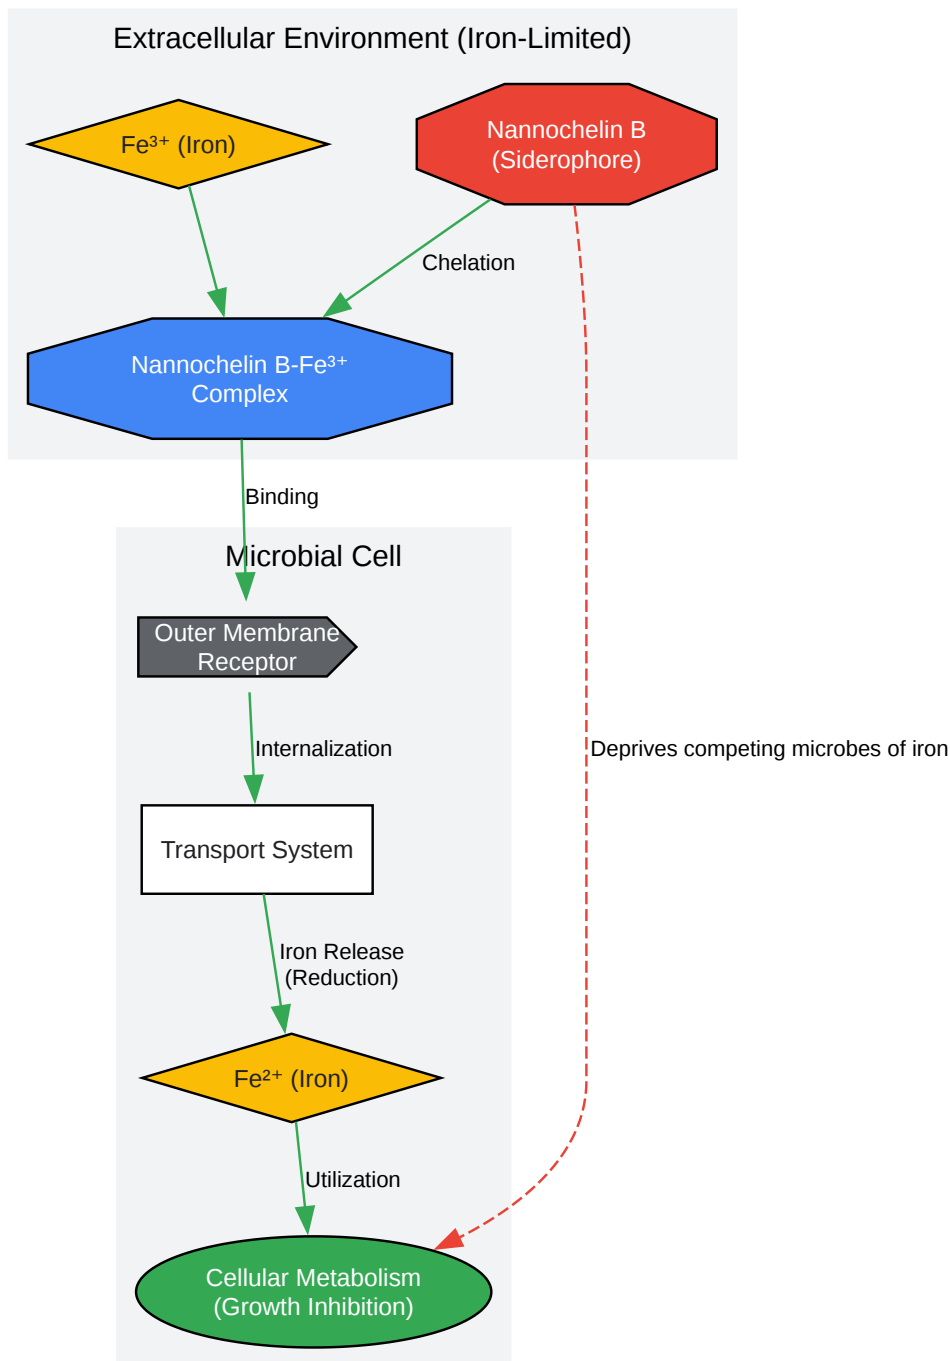 Extracellular Environment (Iron-Limited)
Fe³⁺ (Iron)
Nannochelin B
(Siderophore)
Chelation
Nannochelin B-Fe³⁺
Complex
Binding
Microbial Cell
Outer Membrane
Receptor
Internalization
Deprives competing microbes of iron
Transport System
Iron Release
(Reduction)
Fe²⁺ (Iron)
Utilization
Cellular Metabolism
(Growth Inhibition)